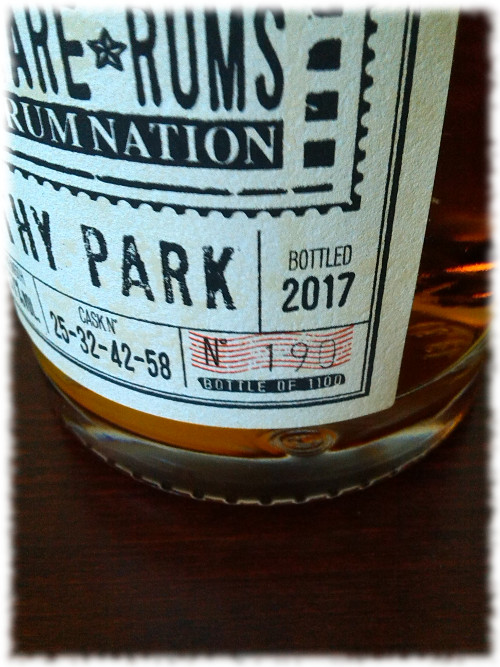 ARE ★ RUMS
RUM NATION
HY PARK
BOTTLED
2017
CASK N°
25-32-42-58
N° 190
BOTTLE OF 1100